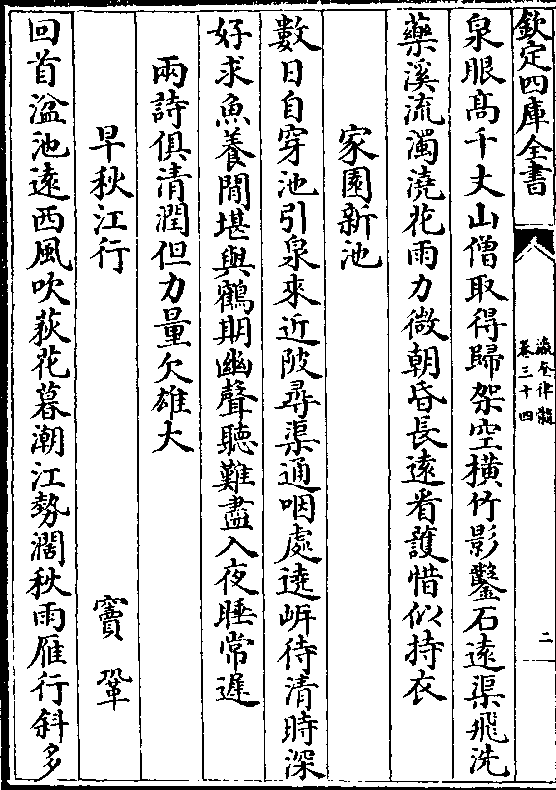 欽定四庫全書
瀛奎律髓
卷三十四
二
泉眼髙千丈山僧取得歸架空横竹影鑿石遠渠飛洗
藥溪流濁澆花雨力微朝昏長遶看護惜似持衣
家園新池
數日自穿池引泉來近陂尋渠通咽處遶岍待清時深
好求魚養閒堪與鶴期幽聲聽難盡入夜睡常遲
兩詩俱清潤但力量欠雄大
早秋江行
竇鞏
回首湓池遠西風吹荻花暮潮江勢濶秋雨雁行斜多